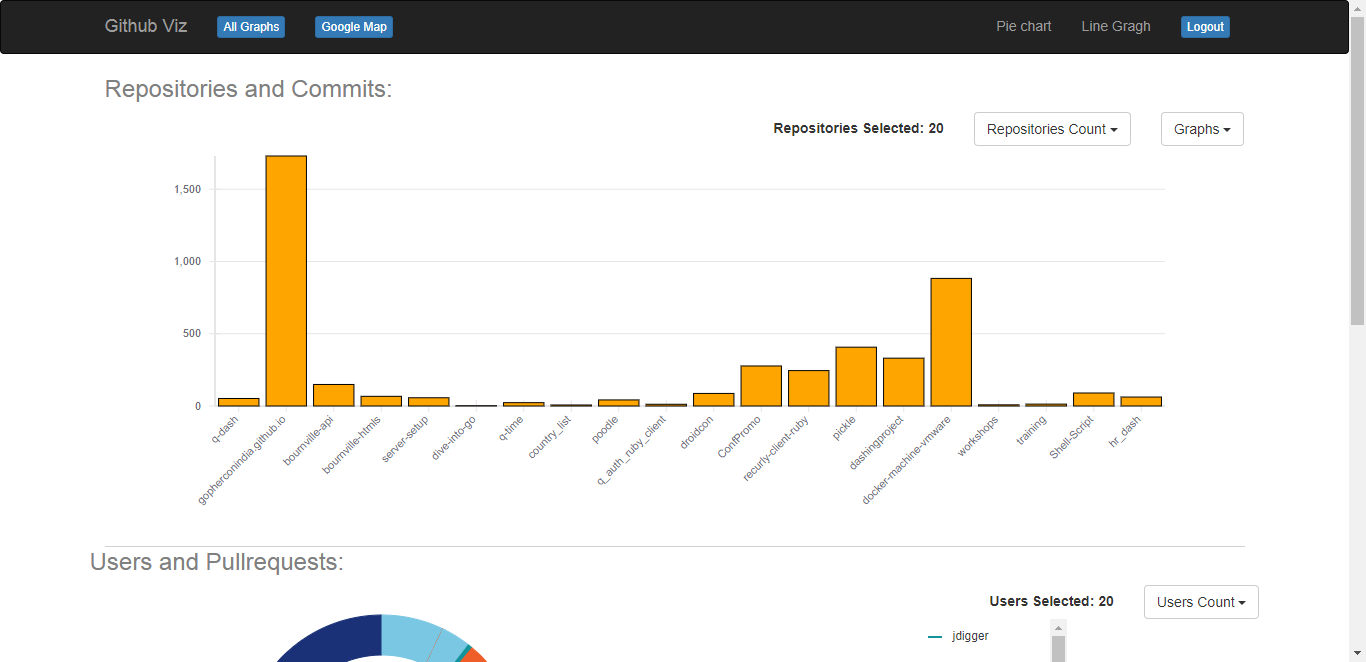 Github Viz All Graphs Google Map Pie chart Line Gragh Logout
Repositories and Commits:
Repositories Selected: 20 Repositories Count Graphs
1,500
1,000
500
0
q-dash
gopherconindia.github.io
bournville-api
bournville-htmls
server-setup
dive-into-go
q-time
country_list
poodle
q_auth_ruby_client
droidcon
ConfPromo
recurly-client-ruby
pickle
dashingproject
docker-machine-vmware
workshops
training
Shell-Script
hr_dash
Users and Pullrequests:
Users Selected: 20 Users Count
jdigger